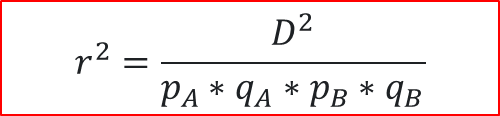 r² = D² / (p_A * q_A * p_B * q_B)